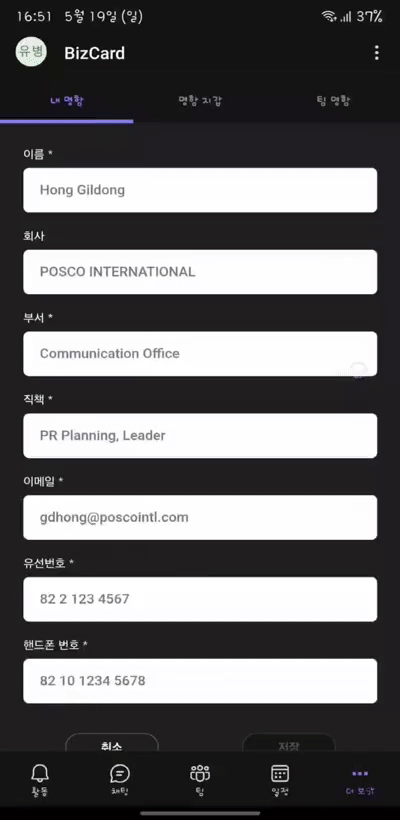 16:51 5월 19일 (일) 37%
유병 BizCard
내 명함 명함 지갑 팀 명함
이름 *
Hong Gildong
회사
POSCO INTERNATIONAL
부서 *
Communication Office
직책 *
PR Planning, Leader
이메일 *
gdhong@poscointl.com
유선번호 *
82 2 123 4567
핸드폰 번호 *
82 10 1234 5678
취소 저장
활동 채팅 팀 일정 더 보기